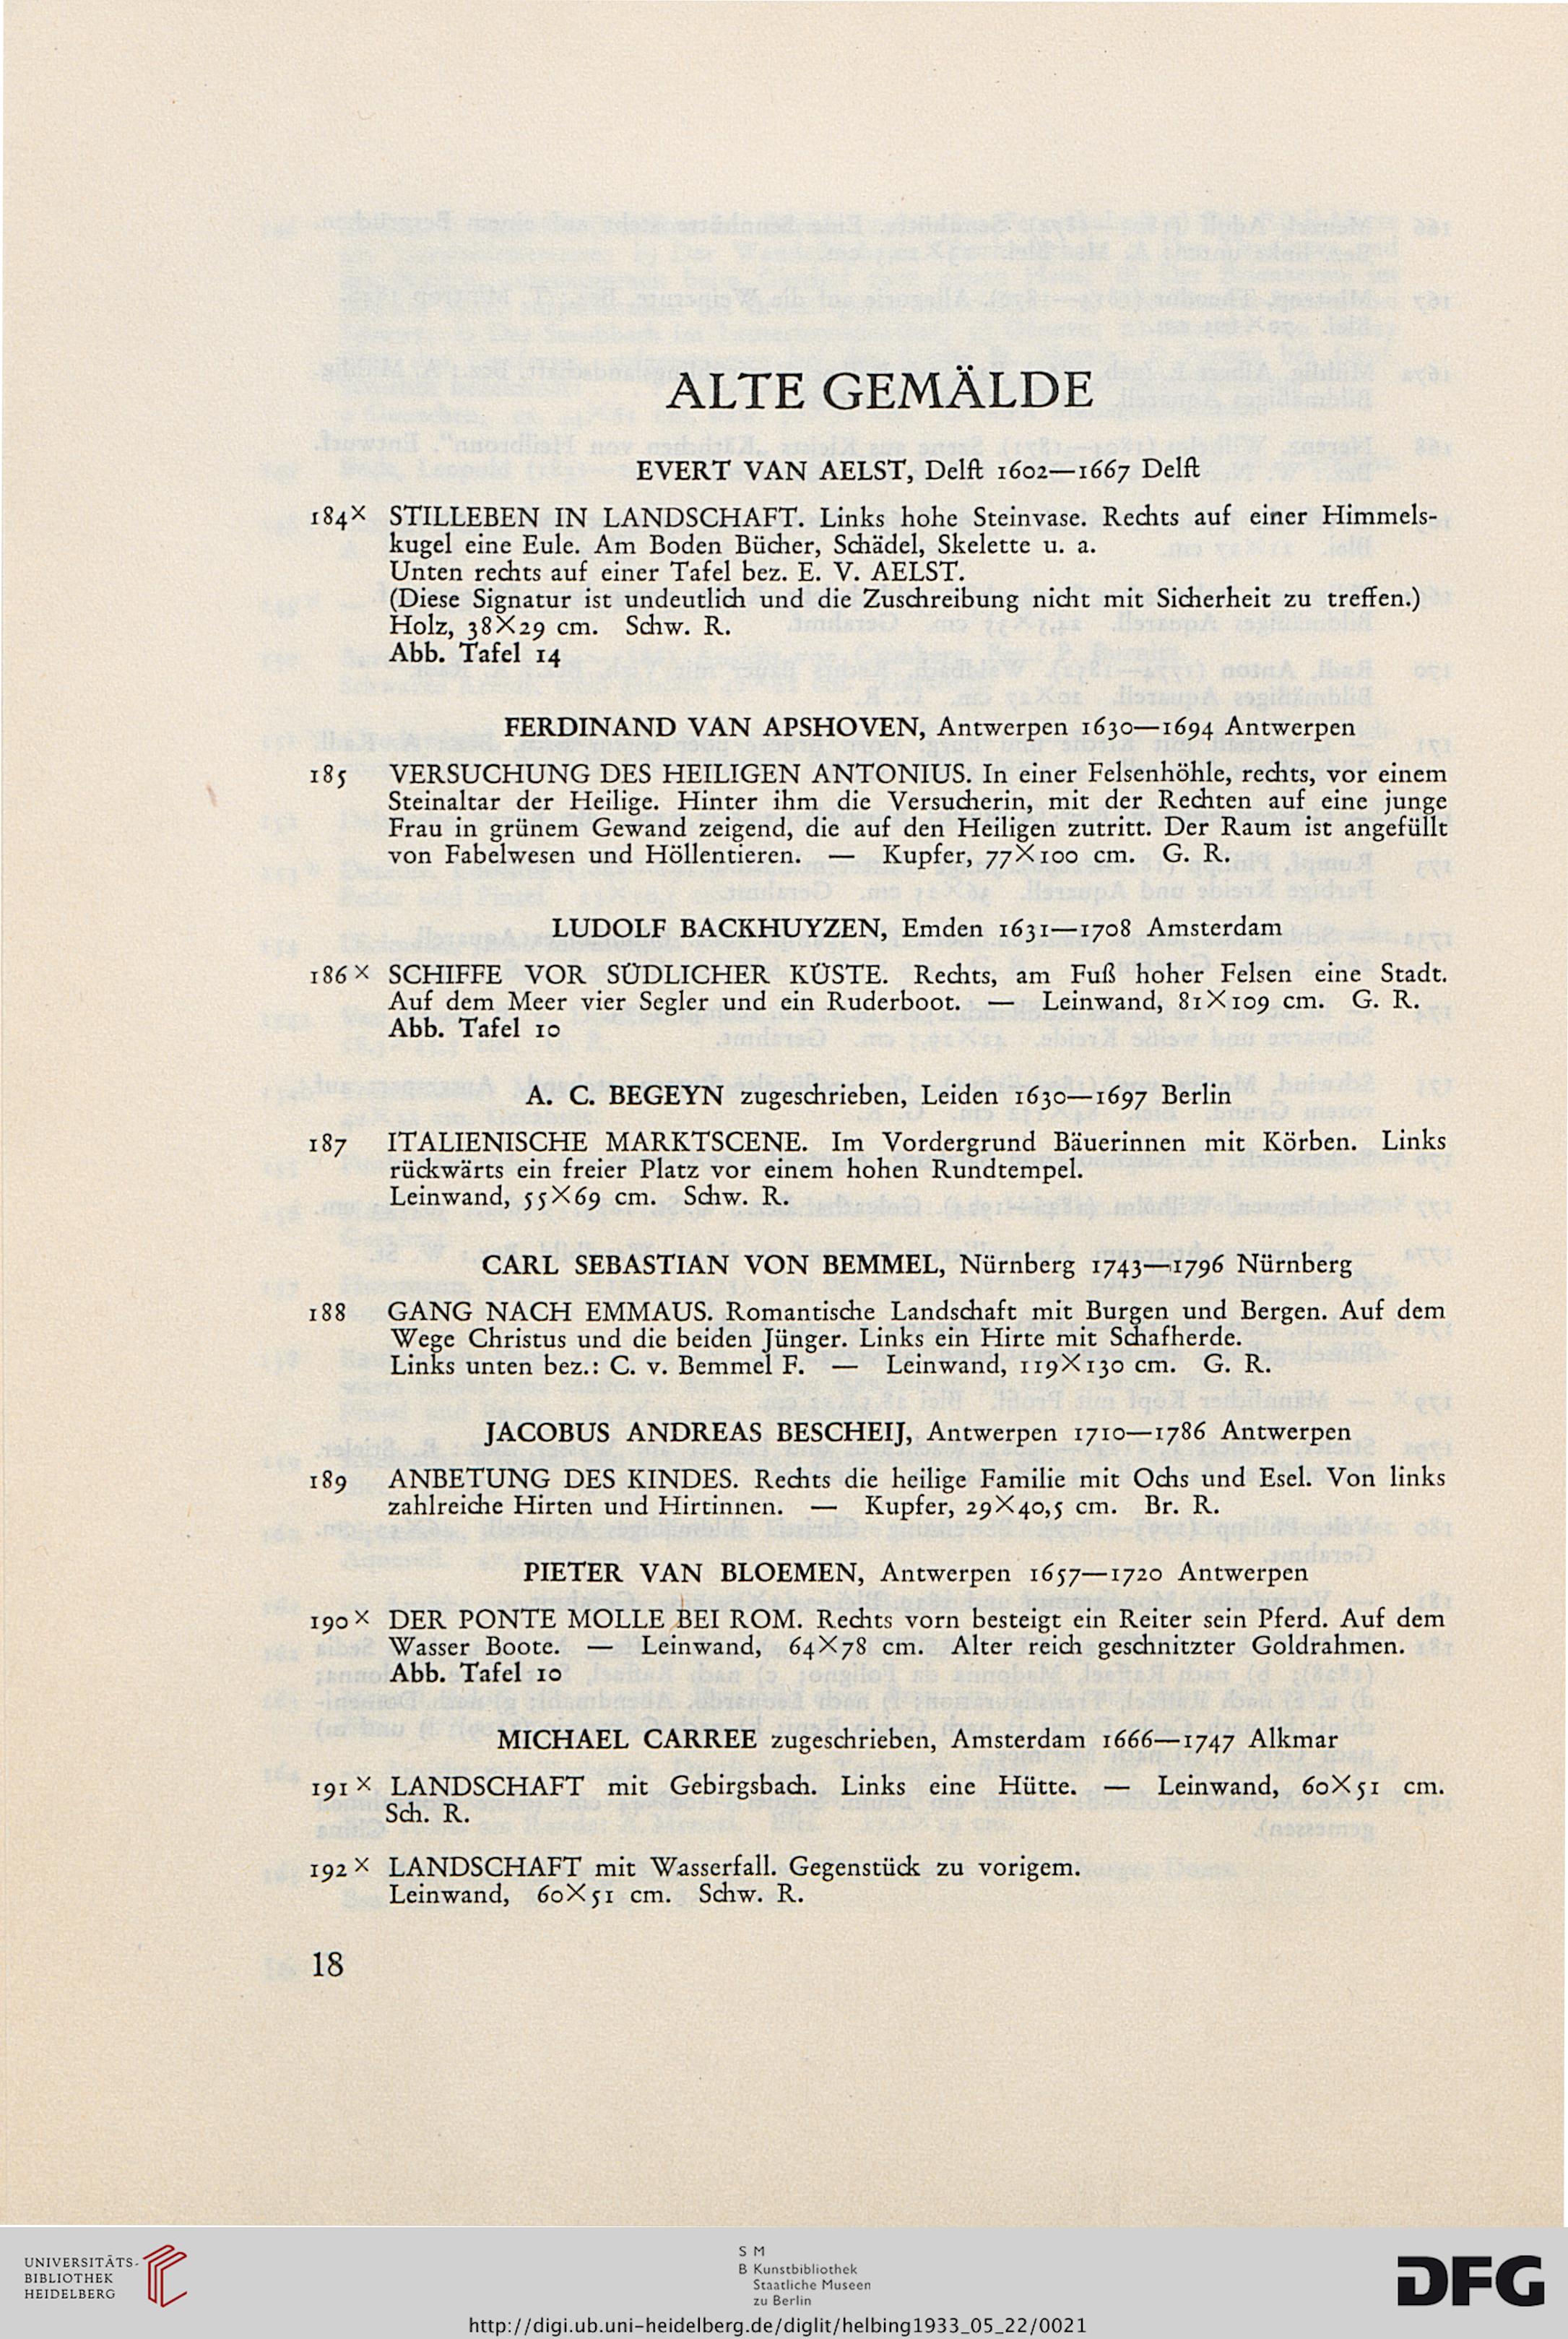 ALTE GEMÄLDE
EVERT VAN AELST, Delft 1602—1667 Delft
184× STILLEBEN IN LANDSCHAFT. Links hohe Steinvase. Rechts auf einer Himmels-
kugel eine Eule. Am Boden Bücher, Schädel, Skelette u. a.
Unten rechts auf einer Tafel bez. E. V. AELST.
(Diese Signatur ist undeutlich und die Zuschreibung nicht mit Sicherheit zu treffen.)
Holz, 38×29 cm. Schw. R.
Abb. Tafel 14
FERDINAND VAN APSHOVEN, Antwerpen 1630—1694 Antwerpen
185 VERSUCHUNG DES HEILIGEN ANTONIUS. In einer Felsenhöhle, rechts, vor einem
Steinaltar der Heilige. Hinter ihm die Versucherin, mit der Rechten auf eine junge
Frau in grünem Gewand zeigend, die auf den Heiligen zutritt. Der Raum ist angefüllt
von Fabelwesen und Höllentieren. — Kupfer, 77×100 cm. G. R.
LUDOLF BACKHUYZEN, Emden 1631—1708 Amsterdam
186× SCHIFFE VOR SÜDLICHER KÜSTE. Rechts, am Fuß hoher Felsen eine Stadt.
Auf dem Meer vier Segler und ein Ruderboot. — Leinwand, 81×109 cm. G. R.
Abb. Tafel 10
A. C. BEGEYN zugeschrieben, Leiden 1630—1697 Berlin
187 ITALIENISCHE MARKTSCENE. Im Vordergrund Bäuerinnen mit Körben. Links
rückwärts ein freier Platz vor einem hohen Rundtempel.
Leinwand, 55×69 cm. Schw. R.
CARL SEBASTIAN VON BEMMEL, Nürnberg 1743—1796 Nürnberg
188 GANG NACH EMMAUS. Romantische Landschaft mit Burgen und Bergen. Auf dem
Wege Christus und die beiden Jünger. Links ein Hirte mit Schafherde.
Links unten bez.: C. v. Bemmel F. — Leinwand, 119×130 cm. G. R.
JACOBUS ANDREAS BESCHEIJ, Antwerpen 1710—1786 Antwerpen
189 ANBETUNG DES KINDES. Rechts die heilige Familie mit Ochs und Esel. Von links
zahlreiche Hirten und Hirtinnen. — Kupfer, 29×40,5 cm. Br. R.
PIETER VAN BLOEMEN, Antwerpen 1657—1720 Antwerpen
190× DER PONTE MOLLE BEI ROM. Rechts vorn besteigt ein Reiter sein Pferd. Auf dem
Wasser Boote. — Leinwand, 64×78 cm. Alter reich geschnitzter Goldrahmen.
Abb. Tafel 10
MICHAEL CARREE zugeschrieben, Amsterdam 1666—1747 Alkmar
191× LANDSCHAFT mit Gebirgsbach. Links eine Hütte. — Leinwand, 60×51 cm.
Sch. R.
192× LANDSCHAFT mit Wasserfall. Gegenstück zu vorigem.
Leinwand, 60×51 cm. Schw. R.
18
UNIVERSITÄTS-
BIBLIOTHEK
HEIDELBERG
S M
B Kunstbibliothek
Staatliche Museen
zu Berlin
DFG
http://digi.ub.uni-heidelberg.de/diglit/helbing1933_05_22/0021